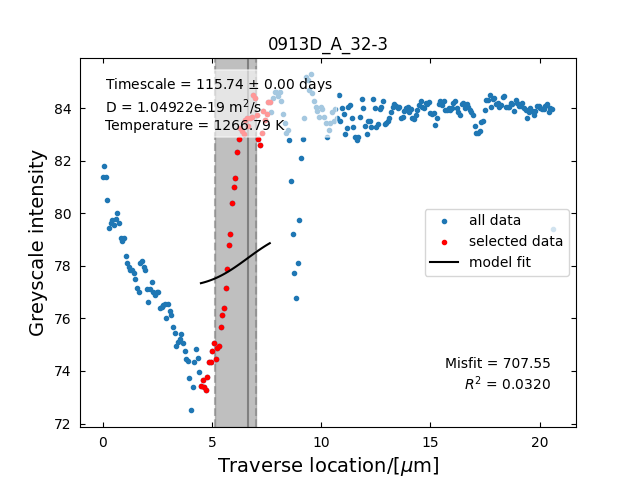 0913D_A_32-3
Timescale = 115.74 ± 0.00 days
D = 1.04922e-19 m²/s
Temperature = 1266.79 K
Greyscale intensity
84
82
80
78
76
74
72
all data
selected data
model fit
Misfit = 707.55
R² = 0.0320
0 5 10 15 20
Traverse location/[μm]